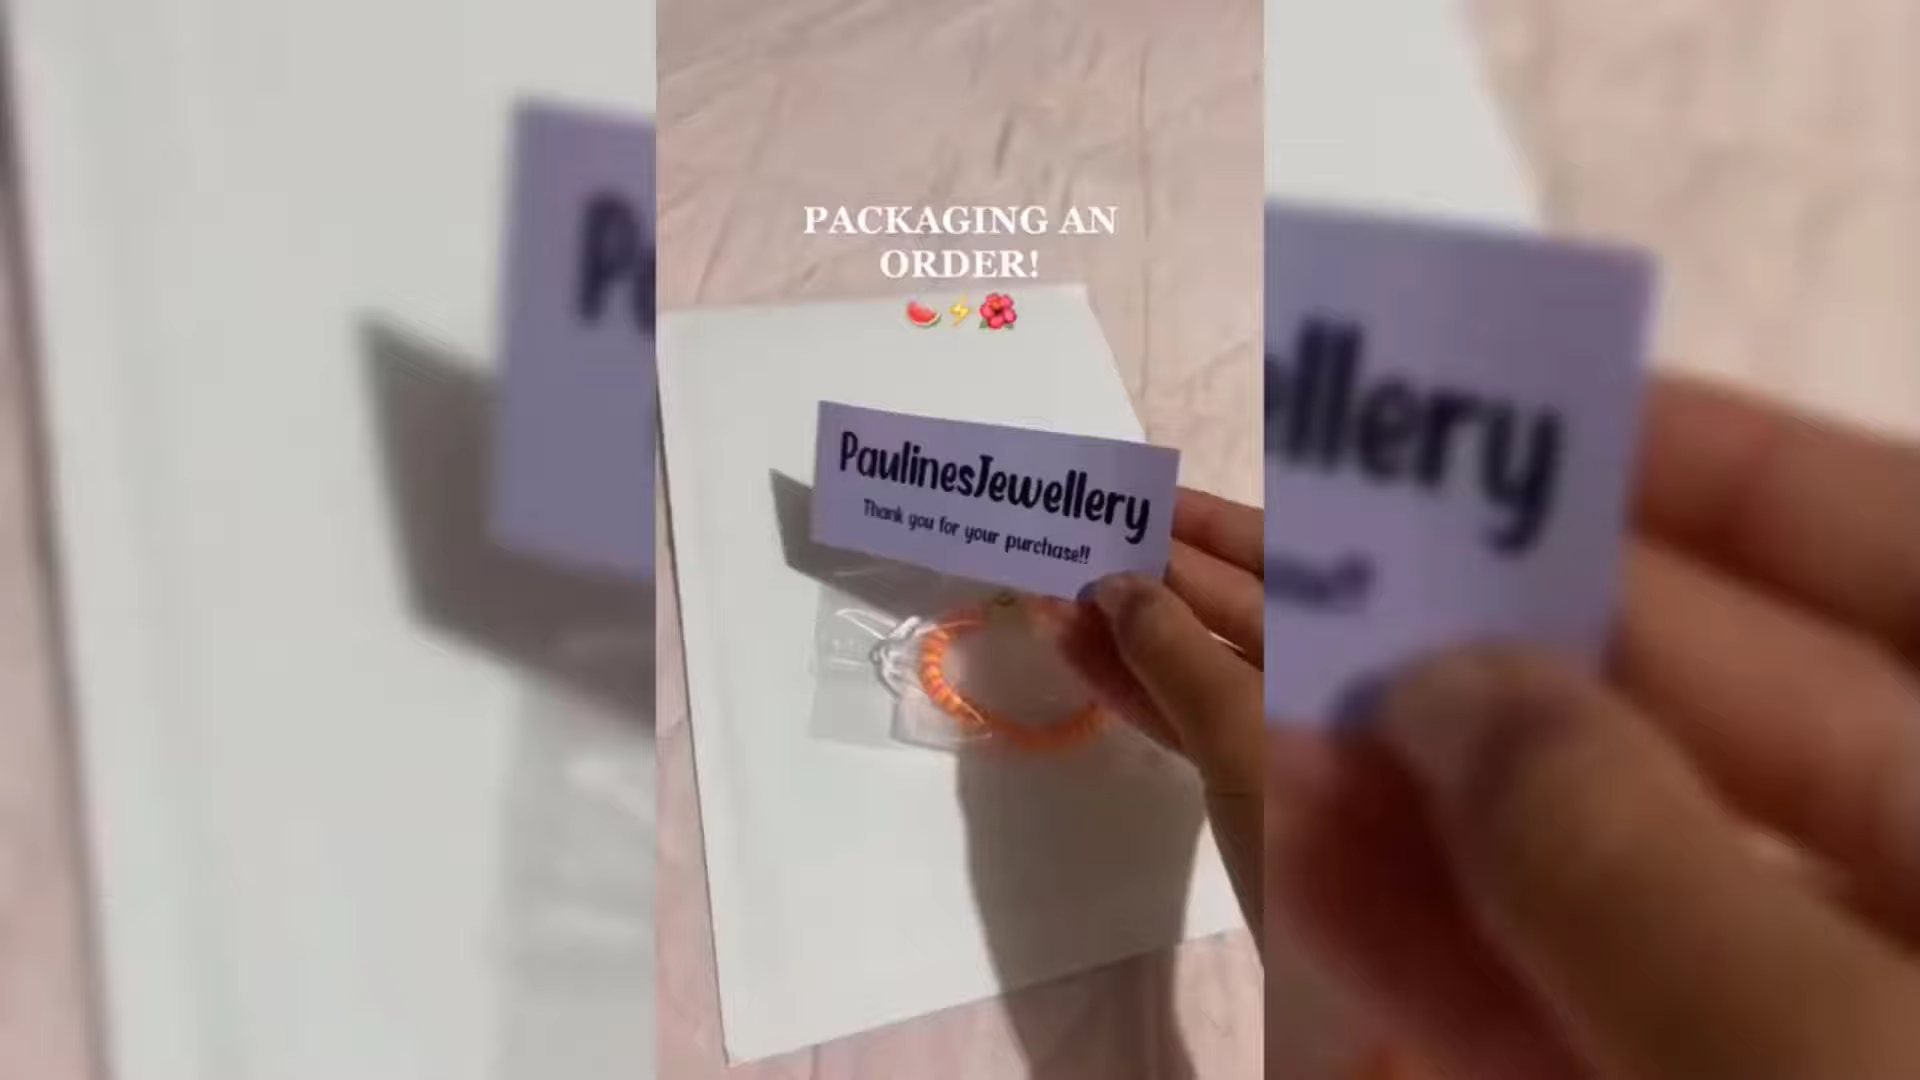 PACKAGING AN
ORDER!
🍉⚡🌺
PaulinesJewellery
Thank you for your purchase!!